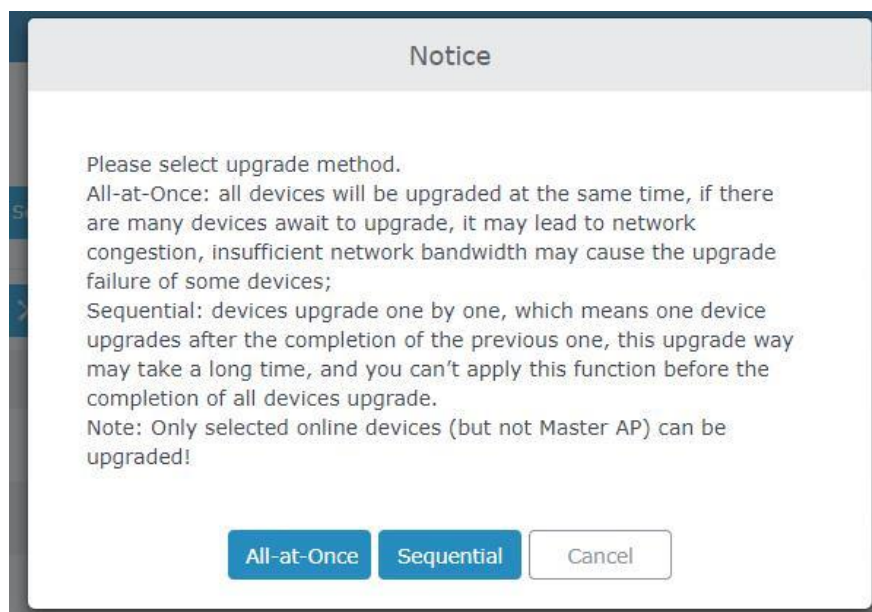 Notice
Please select upgrade method.
All-at-Once: all devices will be upgraded at the same time, if there
are many devices await to upgrade, it may lead to network
congestion, insufficient network bandwidth may cause the upgrade
failure of some devices;
Sequential: devices upgrade one by one, which means one device
upgrades after the completion of the previous one, this upgrade way
may take a long time, and you can’t apply this function before the
completion of all devices upgrade.
Note: Only selected online devices (but not Master AP) can be
upgraded!
All-at-Once Sequential Cancel